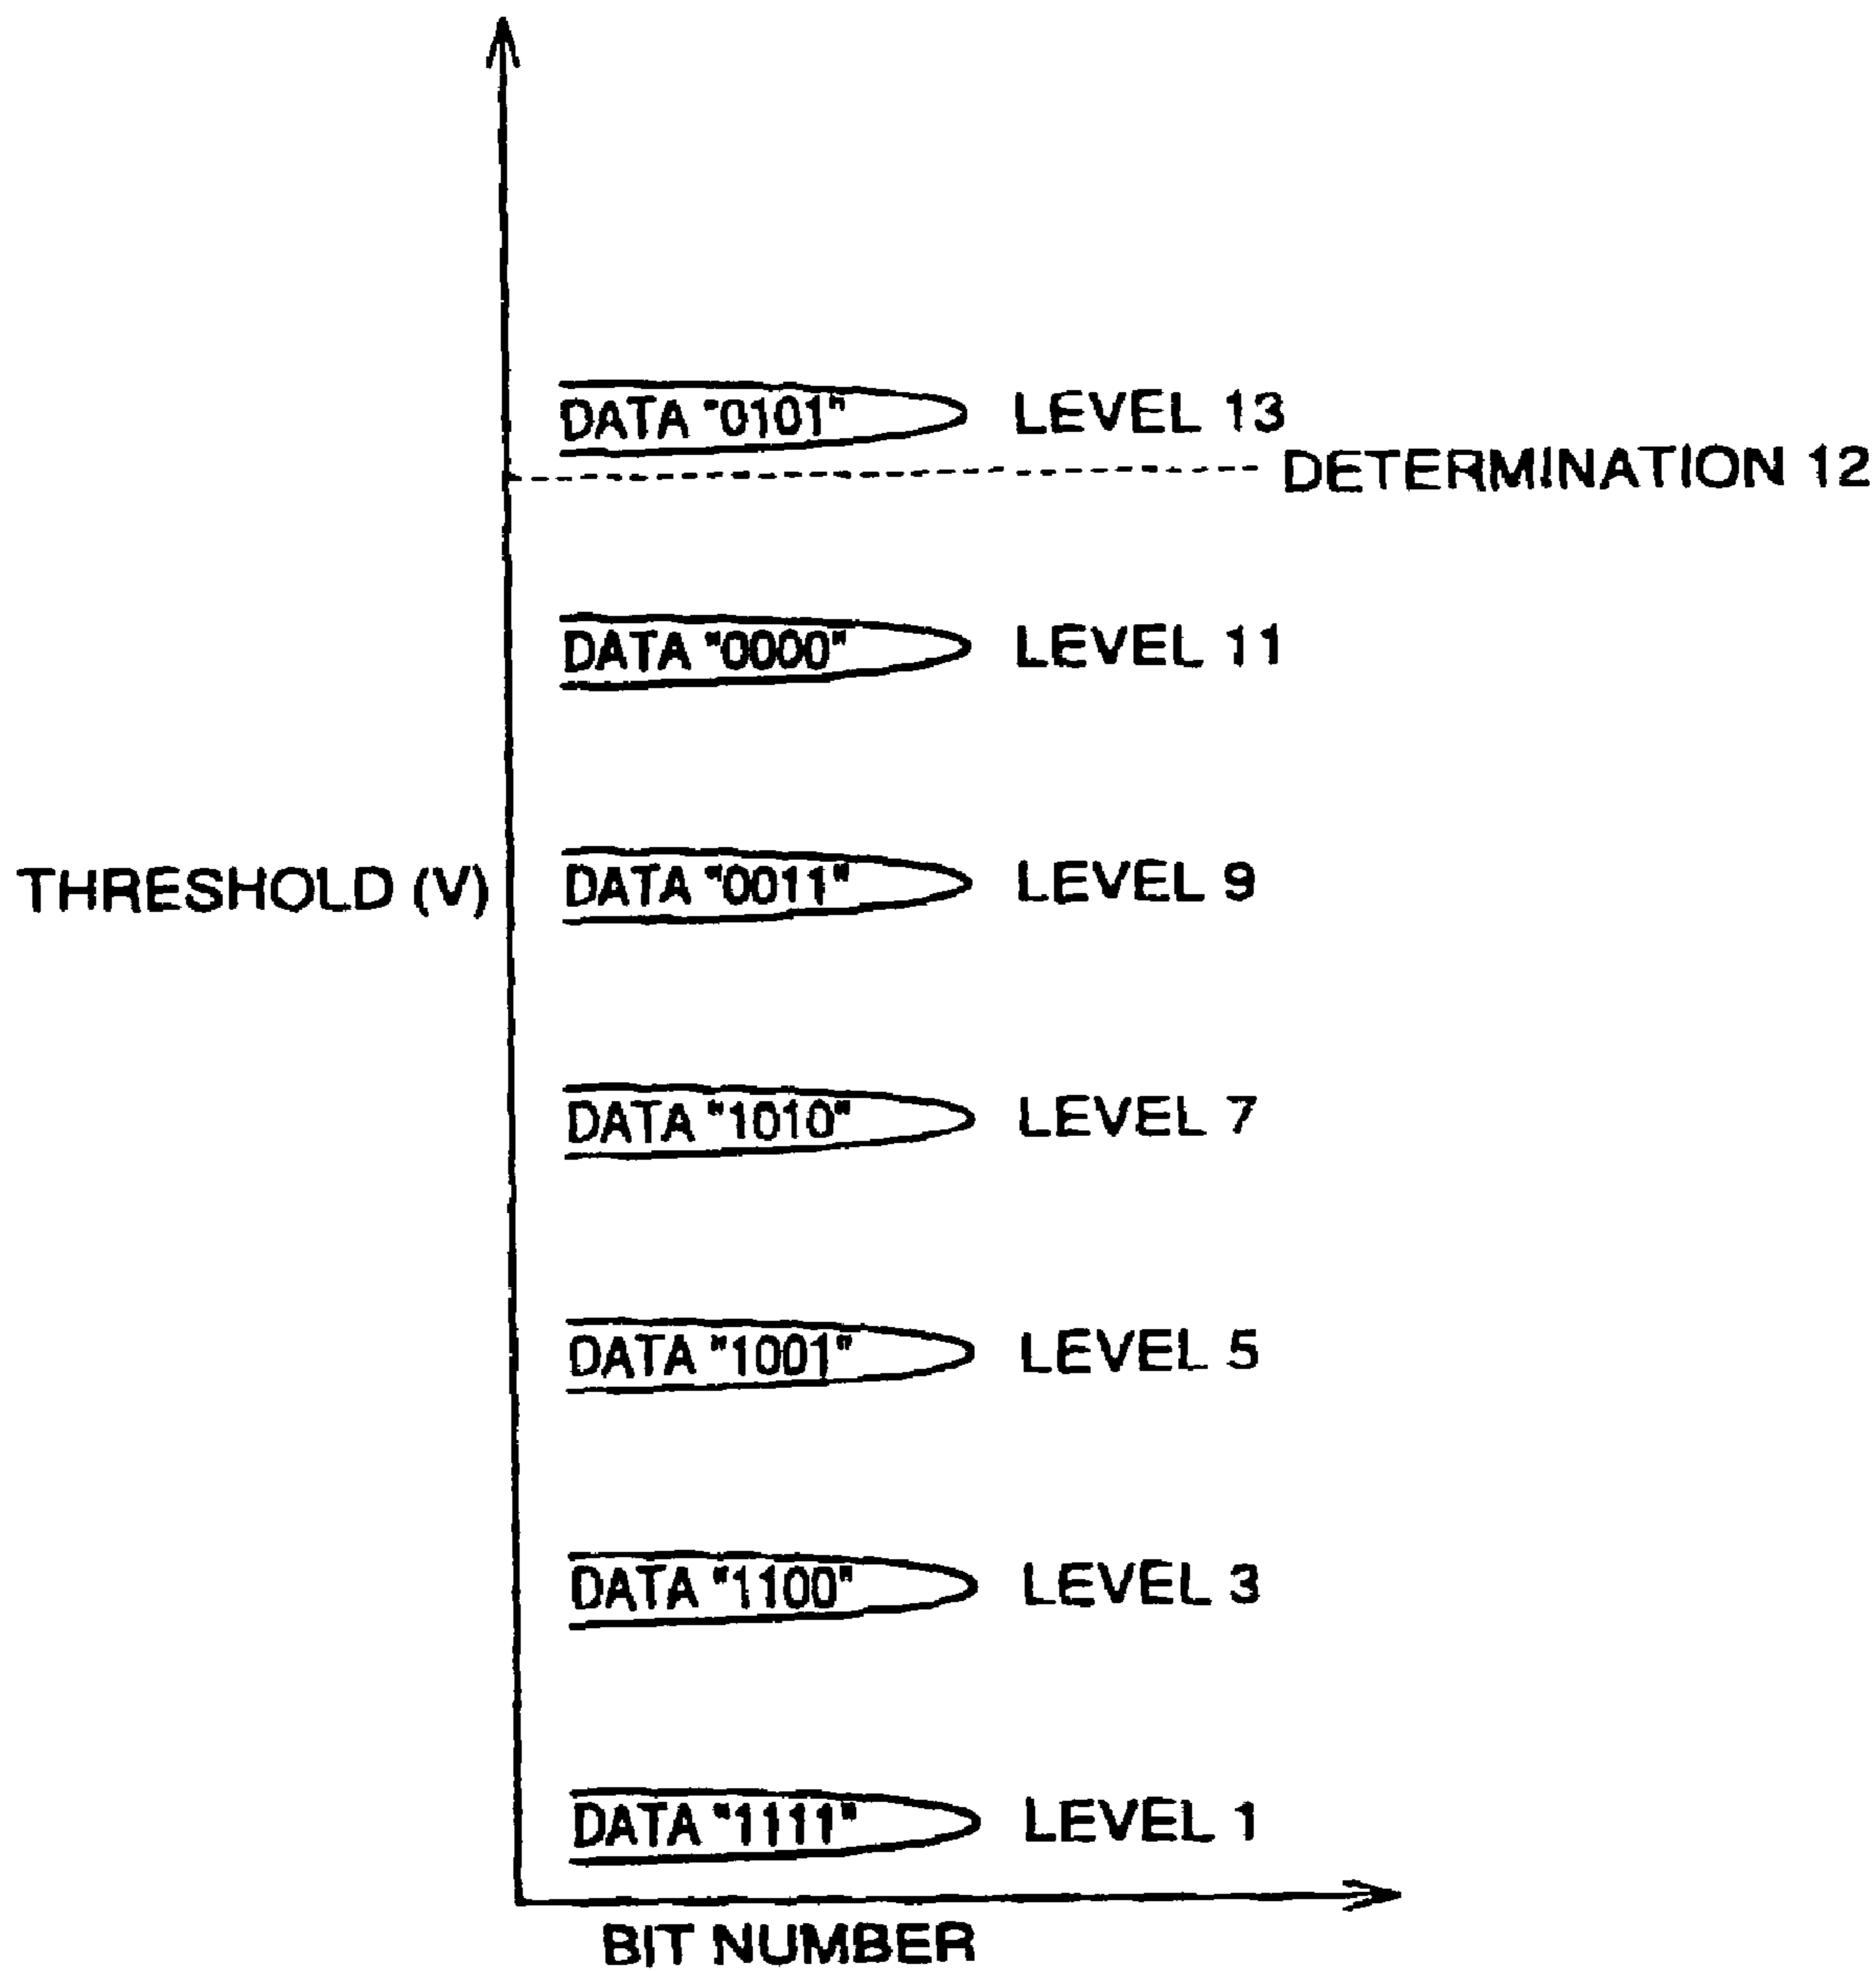 DATA "0101" LEVEL 13
DETERMINATION 12
DATA "0000" LEVEL 11
THRESHOLD (V) DATA "0011" LEVEL 9
DATA "1010" LEVEL 7
DATA "1001" LEVEL 5
DATA "1100" LEVEL 3
DATA "1111" LEVEL 1
BIT NUMBER